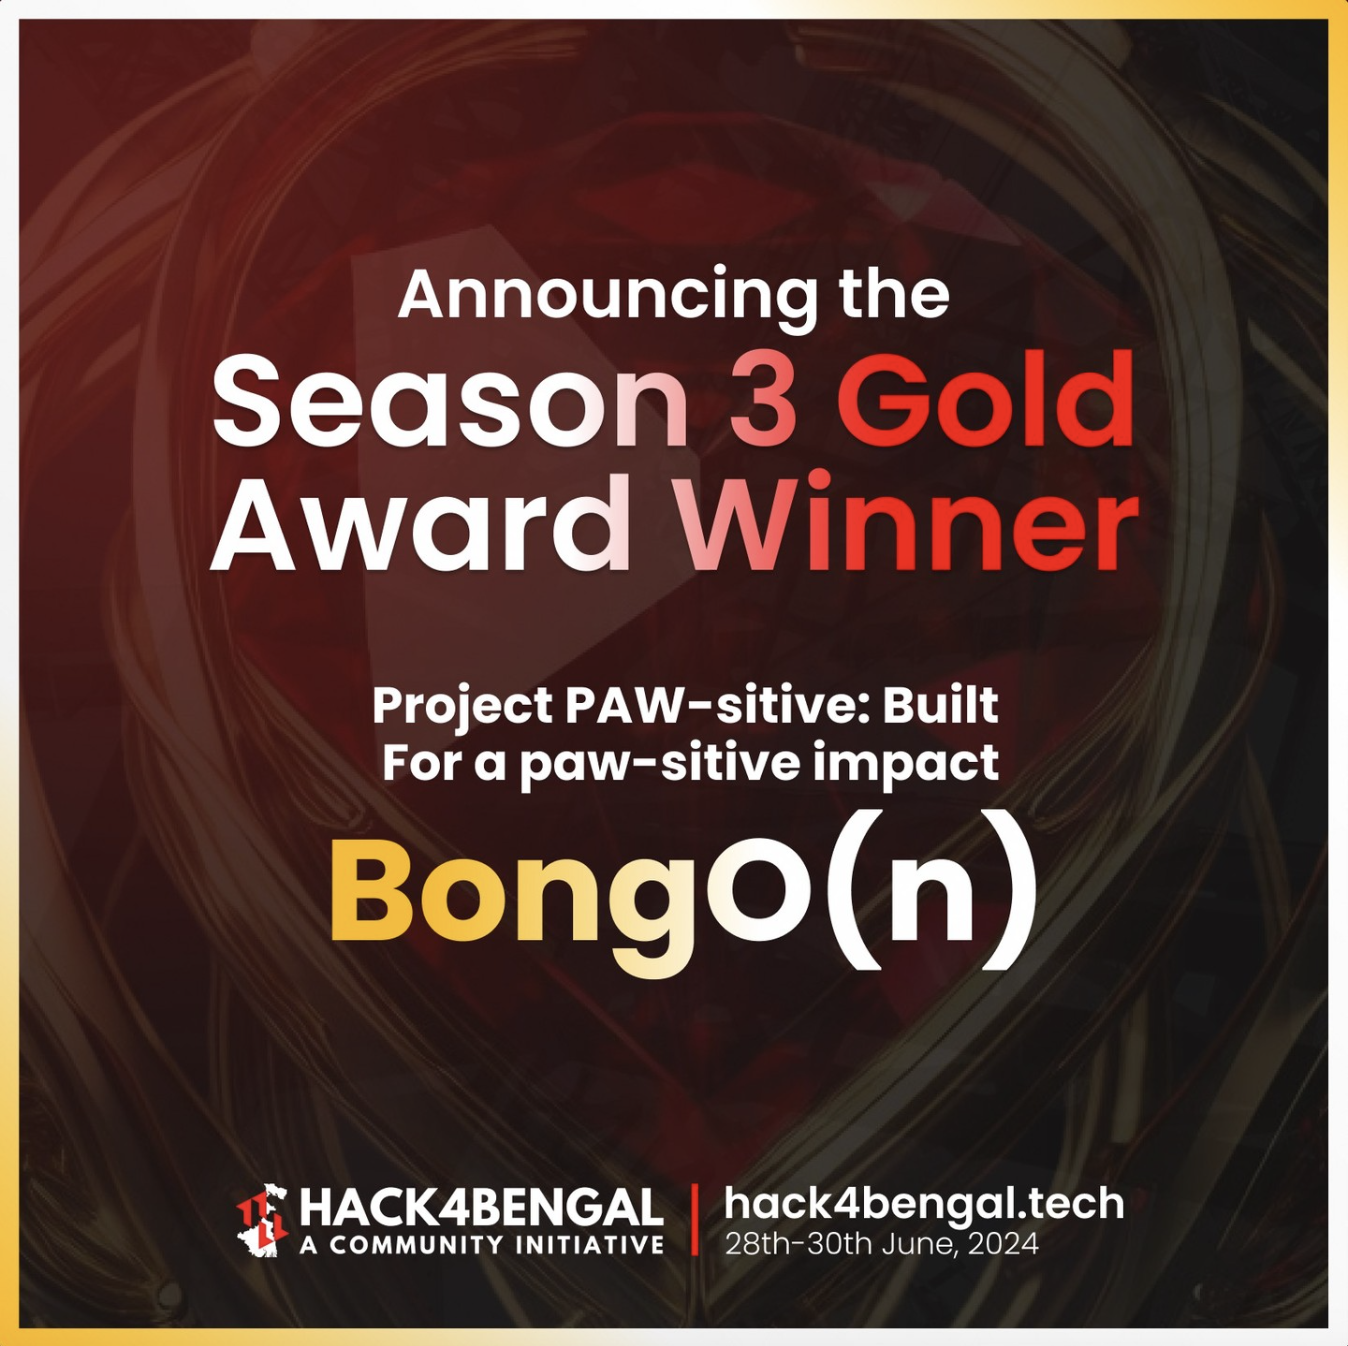 Announcing the
Season 3 Gold
Award Winner
Project PAW-sitive: Built
For a paw-sitive impact
BongO(n)
HACK4BENGAL
A COMMUNITY INITIATIVE
hack4bengal.tech
28th-30th June, 2024